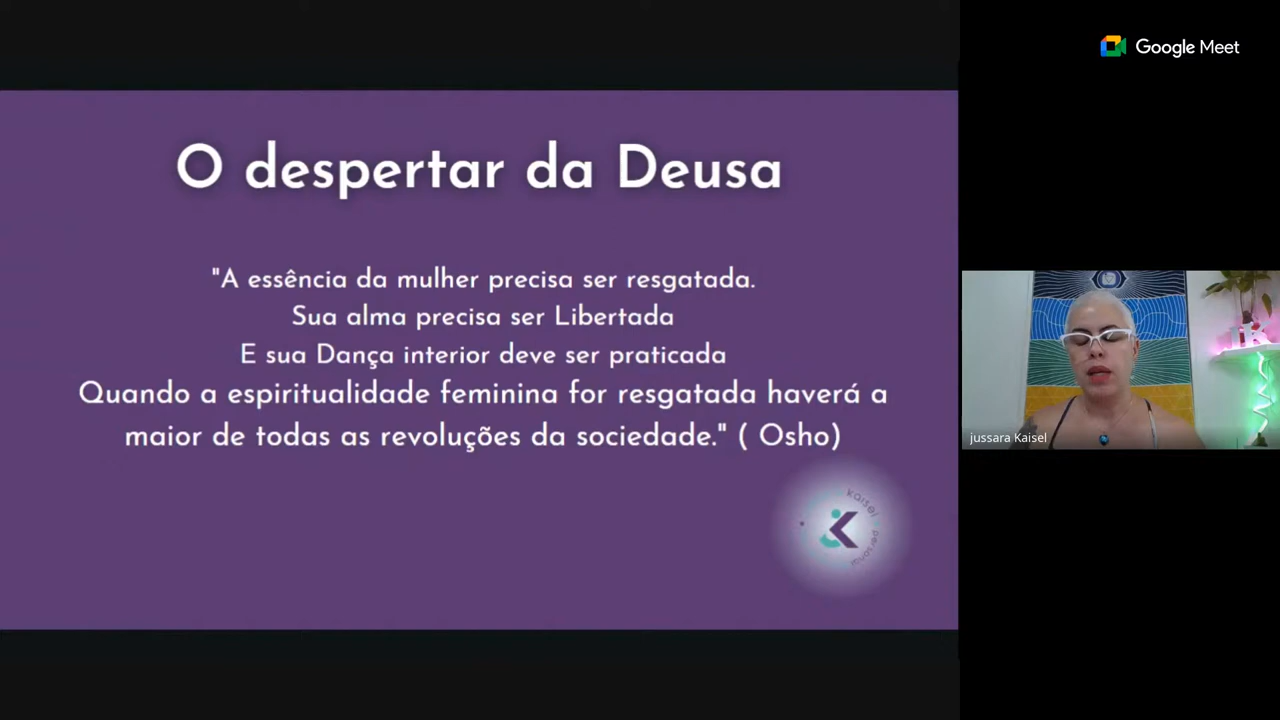 Google Meet
O despertar da Deusa
"A essência da mulher precisa ser resgatada.
Sua alma precisa ser Libertada
E sua Dança interior deve ser praticada
Quando a espiritualidade feminina for resgatada haverá a
maior de todas as revoluções da sociedade." ( Osho)
kaisel personal
jussara Kaisel